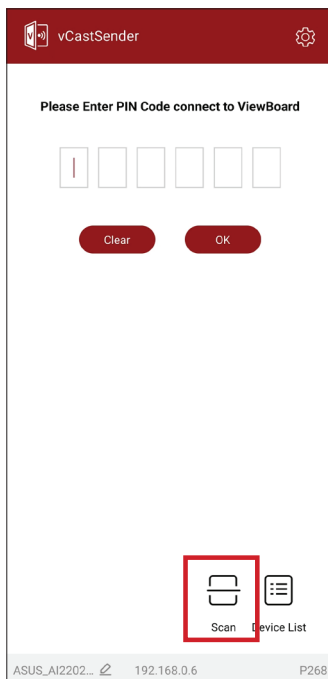 vCastSender
Please Enter PIN Code connect to ViewBoard
Clear OK
Scan Device List
ASUS_AI2202... 192.168.0.6 P268